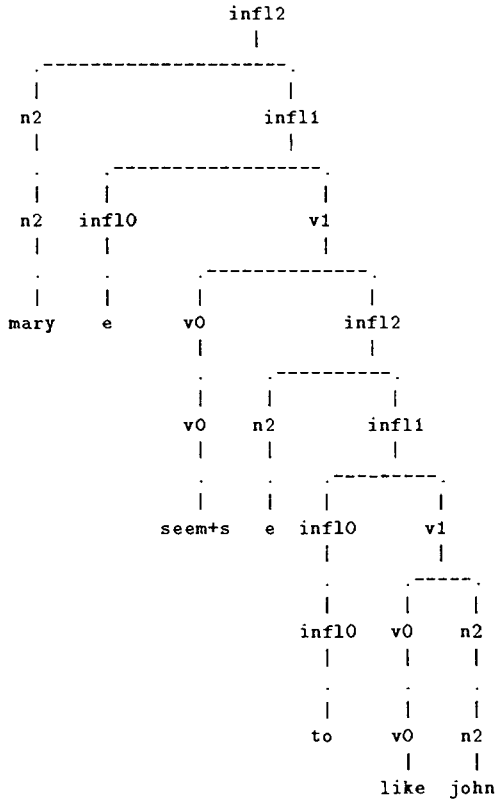 infl2
n2 infl1
n2 infl0 v1
mary e v0 infl2
v0 n2 infl1
seem+s e infl0 v1
infl0 v0 n2
to v0 n2
like john